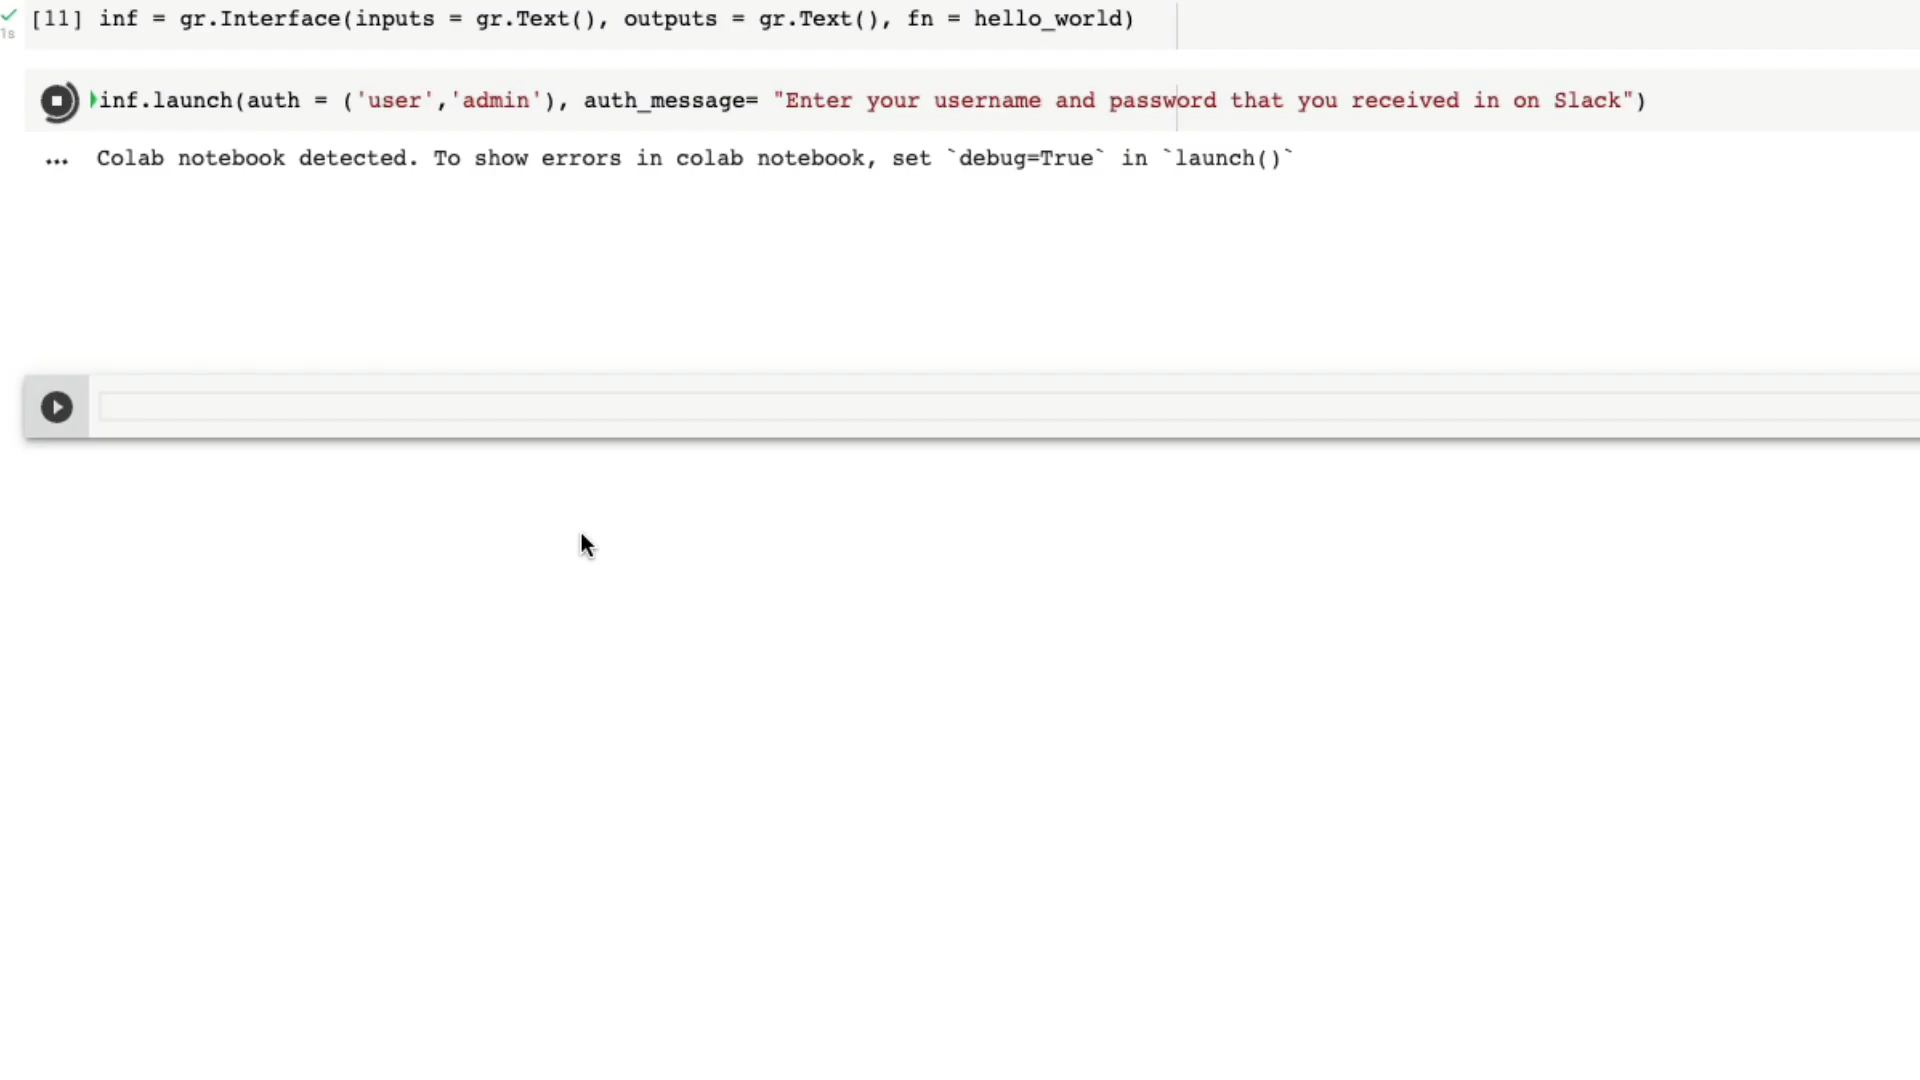 [11] inf = gr.Interface(inputs = gr.Text(), outputs = gr.Text(), fn = hello_world)
1s
inf.launch(auth = ('user','admin'), auth_message= "Enter your username and password that you received in on Slack")
... Colab notebook detected. To show errors in colab notebook, set `debug=True` in `launch()`